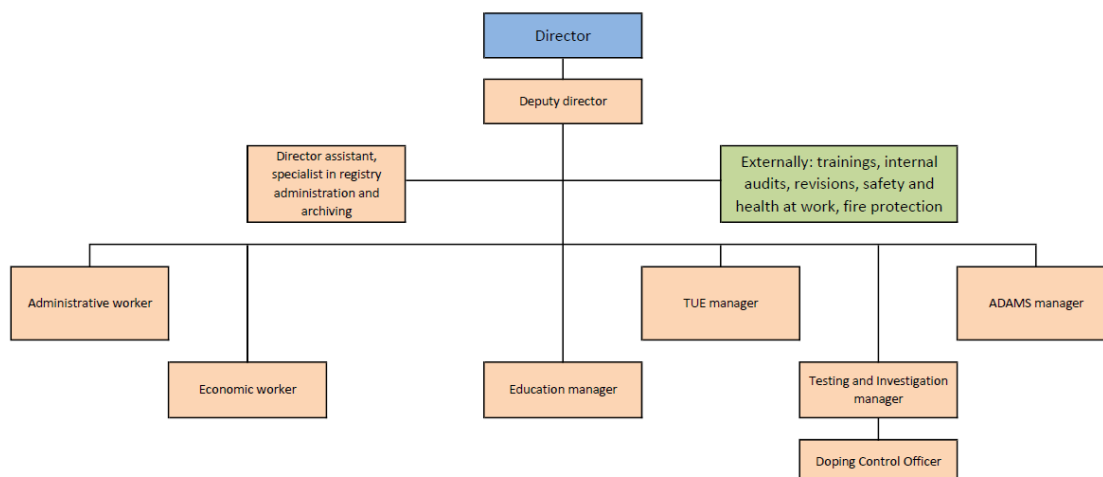 Director
Deputy director
Director assistant,
specialist in registry
administration and
archiving
Externally: trainings, internal
audits, revisions, safety and
health at work, fire protection
Administrative worker
TUE manager
ADAMS manager
Economic worker
Education manager
Testing and Investigation
manager
Doping Control Officer